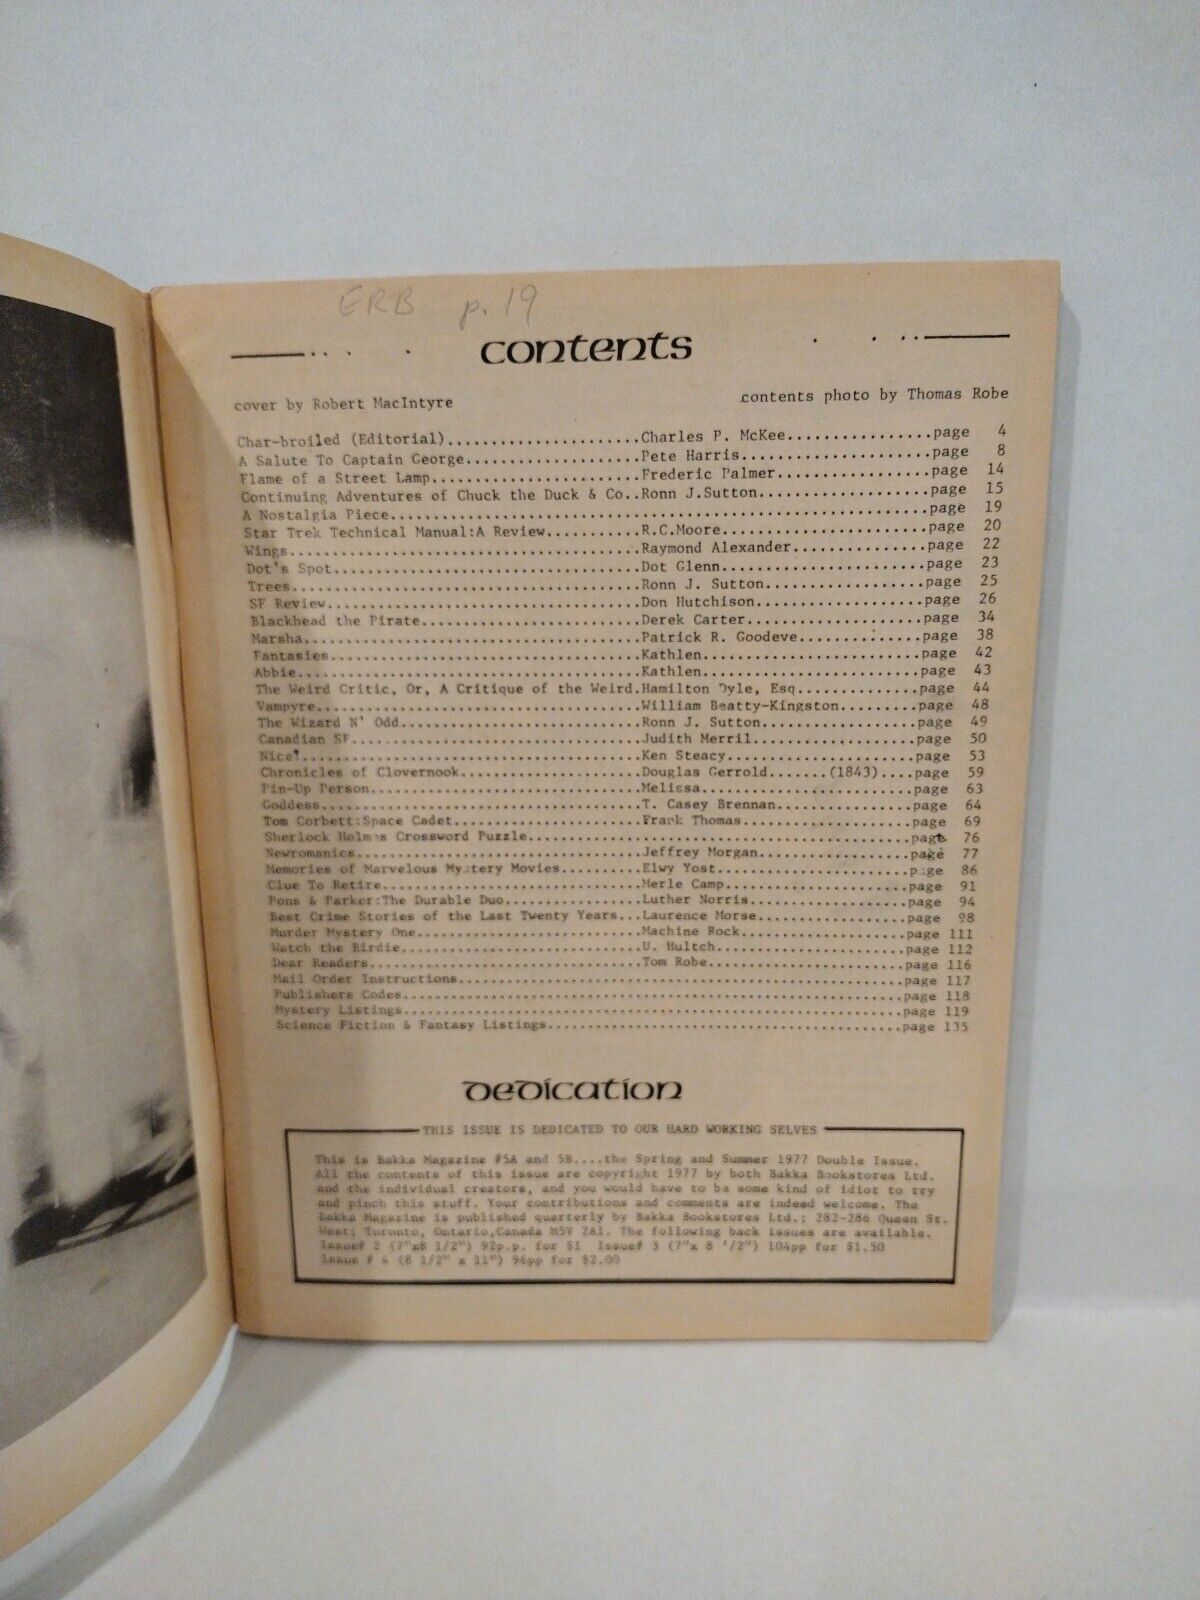 ERB p. 19
contents
cover by Robert MacIntyre contents photo by Thomas Robe
Char-broiled (Editorial)......................Charles P. McKee.................page 4
A Salute To Captain George....................Pete Harris......................page 8
Flame of a Street Lamp........................Frederic Palmer..................page 14
Continuing Adventures of Chuck the Duck & Co..Ronn J.Sutton....................page 15
A Nostalgia Piece..............................................................page 19
Star Trek Technical Manual:A Review...........R.C.Moore........................page 20
Wings.........................................Raymond Alexander................page 22
Dot's Spot....................................Dot Glenn........................page 23
Trees.........................................Ronn J. Sutton...................page 25
SF Review.....................................Don Hutchison....................page 26
Blackhead the Pirate..........................Derek Carter.....................page 34
Marsha........................................Patrick R. Goodeve...............page 38
Fantasies.....................................Kathlen..........................page 42
Abbie.........................................Kathlen..........................page 43
The Weird Critic, Or, A Critique of the Weird.Hamilton Dyle, Esq...............page 44
Vampyre.......................................William Beatty-Kingston..........page 48
The Wizard N' Odd.............................Ronn J. Sutton...................page 49
Canadian SF...................................Judith Merril....................page 50
Nice!.........................................Ken Steacy.......................page 53
Chronicles of Clovernook......................Douglas Gerrold.......(1843).....page 59
Pin-Up Person.................................Melissa..........................page 63
Goddess.......................................T. Casey Brennan.................page 64
Tom Corbett:Space Cadet.......................Frank Thomas.....................page 69
Sherlock Holmes Crossword Puzzle...............................................page 76
Newromanics...................................Jeffrey Morgan...................page 77
Memories of Marvelous Mystery Movies..........Elwy Yost........................page 86
Clue To Retire................................Merle Camp.......................page 91
Pons & Parker:The Durable Duo.................Luther Norris....................page 94
Best Crime Stories of the Last Twenty Years...Laurence Morse...................page 98
Murder Mystery One............................Machine Rock.....................page 111
Watch the Birdie..............................U. Hultch........................page 112
Dear Readers..................................Tom Robe.........................page 116
Mail Order Instructions........................................................page 117
Publishers Codes...............................................................page 118
Mystery Listings...............................................................page 119
Science Fiction & Fantasy Listings.............................................page 135
dedication
THIS ISSUE IS DEDICATED TO OUR HARD WORKING SELVES
This is Bakka Magazine #5A and 5B....the Spring and Summer 1977 Double Issue.
All the contents of this issue are copyright 1977 by both Bakka Bookstores Ltd.
and the individual creators, and you would have to be some kind of idiot to try
and pinch this stuff. Your contributions and comments are indeed welcome. The
Bakka Magazine is published quarterly by Bakka Bookstores Ltd.; 282-286 Queen St.
West; Toronto, Ontario,Canada M5V 2A1. The following back issues are available.
Issue# 2 (7"x8 1/2") 92p.p. for $1 Issue# 3 (7"x 8 1/2") 104pp for $1.50
Issue # 4 (8 1/2" x 11") 96pp for $2.00